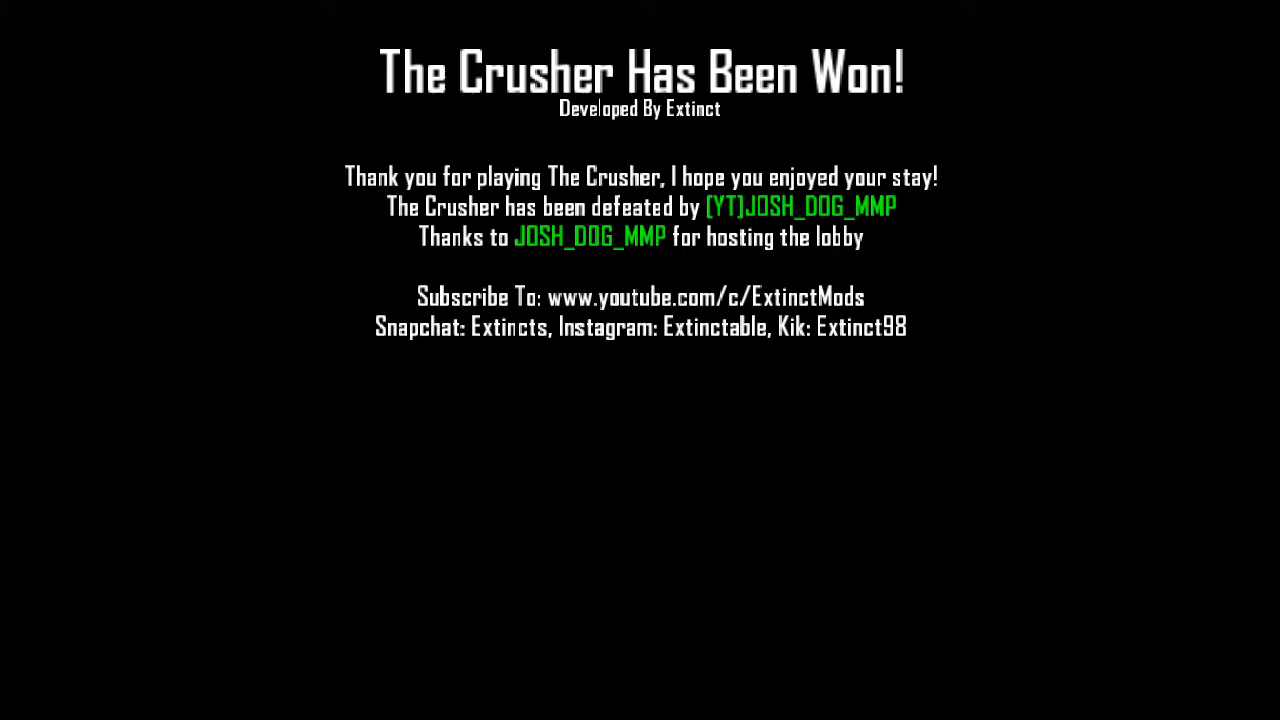 The Crusher Has Been Won!
Developed By Extinct
Thank you for playing The Crusher, I hope you enjoyed your stay!
The Crusher has been defeated by [YT]JOSH_DOG_MMP
Thanks to JOSH_DOG_MMP for hosting the lobby
Subscribe To: www.youtube.com/c/ExtinctMods
Snapchat: Extincts, Instagram: Extinctable, Kik: Extinct98